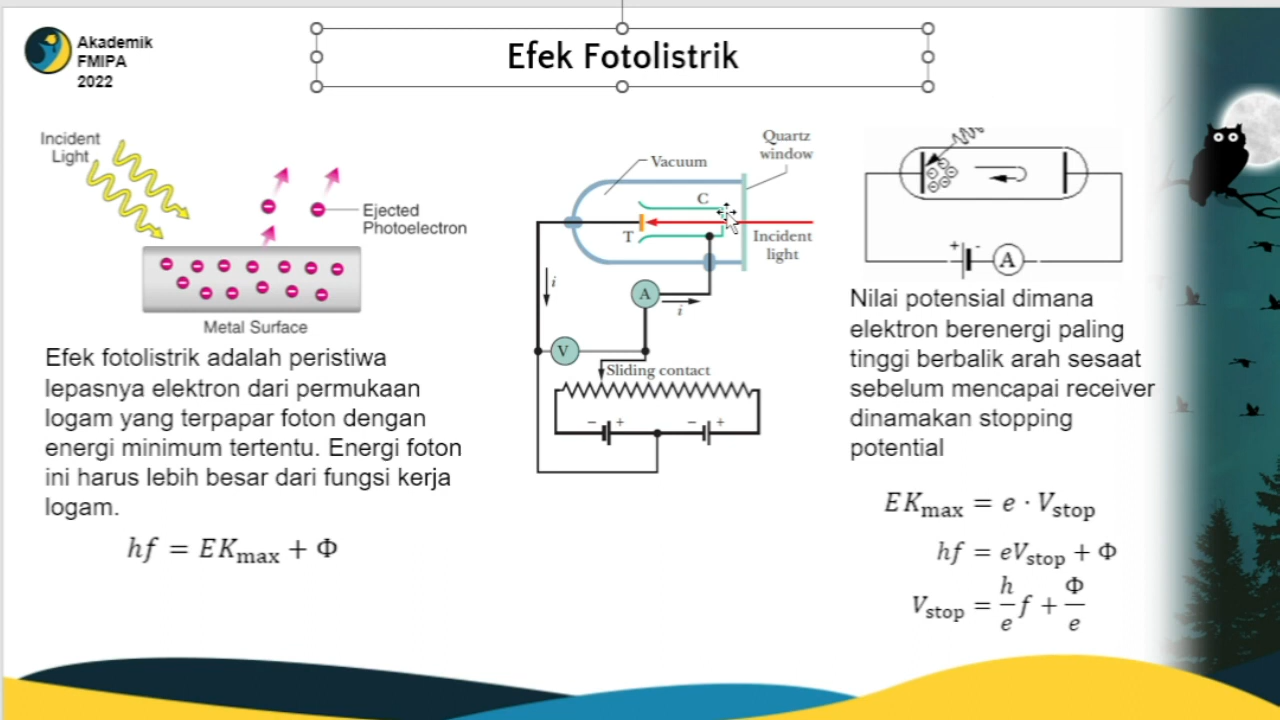 Akademik
FMIPA
2022
Efek Fotolistrik
Incident
Light
Ejected
Photoelectron
Metal Surface
Efek fotolistrik adalah peristiwa
lepasnya elektron dari permukaan
logam yang terpapar foton dengan
energi minimum tertentu. Energi foton
ini harus lebih besar dari fungsi kerja
logam.
hf = EK_max + Φ
Quartz
window
Vacuum
C
T
Incident
light
i
A
i
V
Sliding contact
− + − +
+ -
A
Nilai potensial dimana
elektron berenergi paling
tinggi berbalik arah sesaat
sebelum mencapai receiver
dinamakan stopping
potential
EK_max = e · V_stop
hf = eV_stop + Φ
V_stop = h/e f + Φ/e